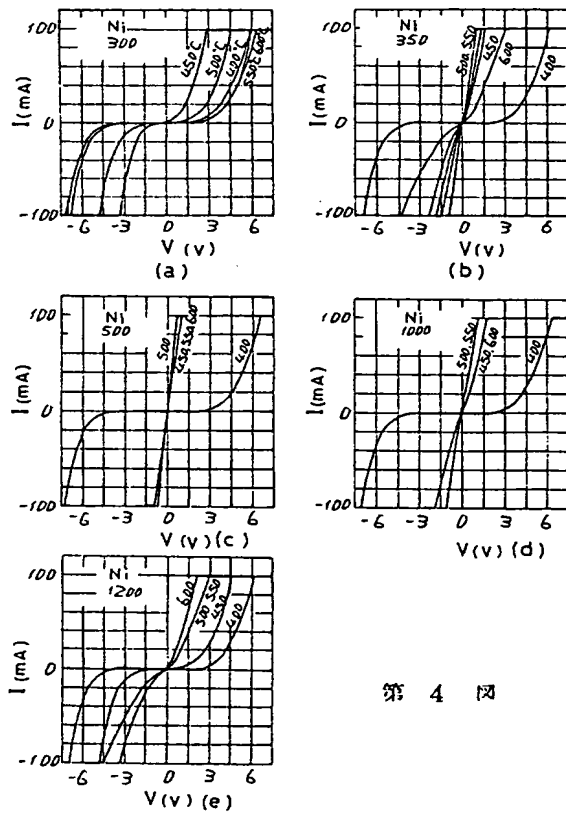 100
Ni
300
450°C
500°C
400°C
550°C 600°C
I (mA)
0
-100
-6 -3 0 3 6
V (v)
(a)
100
Ni
350
500, 550
450
600
400
I (mA)
0
-100
-6 -3 0 3 6
V (v)
(b)
100
Ni
500
500
450, 550, 600
400
I (mA)
0
-100
-6 -3 0 3 6
V (v) (c)
100
Ni
1000
500, 550
450, 600
400
I (mA)
0
-100
-6 -3 0 3 6
V (v) (d)
100
Ni
1200
600
500, 550
450
400
I (mA)
0
-100
-6 -3 0 3 6
V (v) (e)
第 4 図